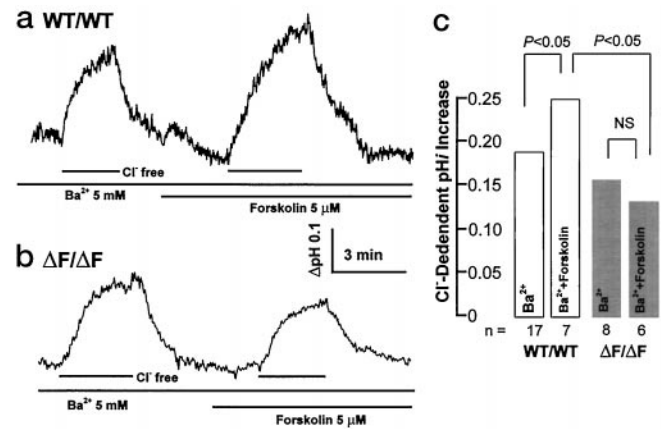 a WT/WT
Cl⁻ free
Ba²⁺ 5 mM
Forskolin 5 µM
ΔpH 0.1
3 min
b ΔF/ΔF
Cl⁻ free
Ba²⁺ 5 mM
Forskolin 5 µM
c
P<0.05
P<0.05
NS
Cl⁻-Dedendent pHi Increase
0.25
0.20
0.15
0.10
0.05
0
Ba²⁺
Ba²⁺+Forskolin
Ba²⁺
Ba²⁺+Forskolin
n = 17 7 8 6
WT/WT ΔF/ΔF